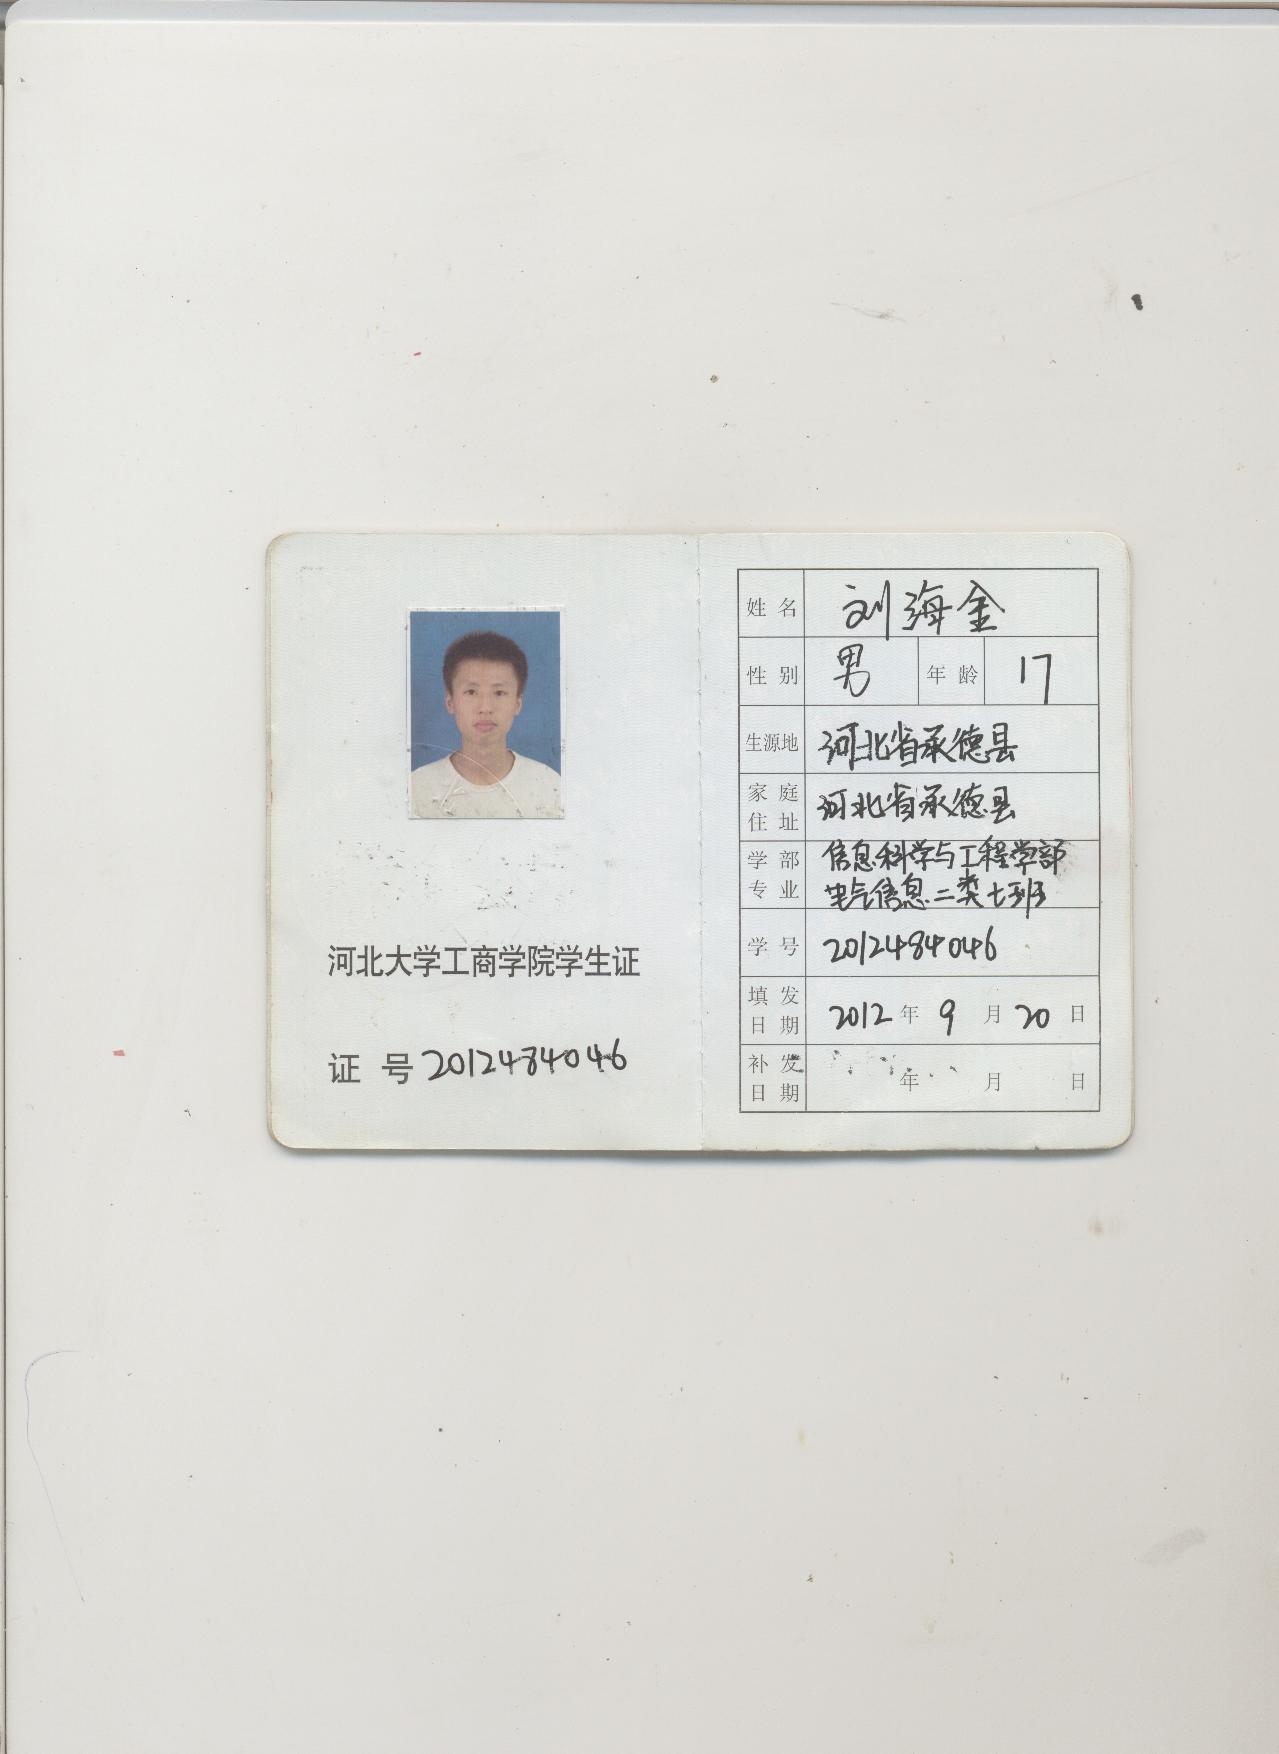 河北大学工商学院学生证
证 号 2012484046
姓 名 刘海金
性 别 男 年 龄 17
生源地 河北省承德县
家 庭 住 址 河北省承德县
学 部 信息科学与工程学部
专 业 电气信息二类七班
学 号 2012484046
填 发 日 期 2012 年 9 月 20 日
补 发 日 期 年 月 日